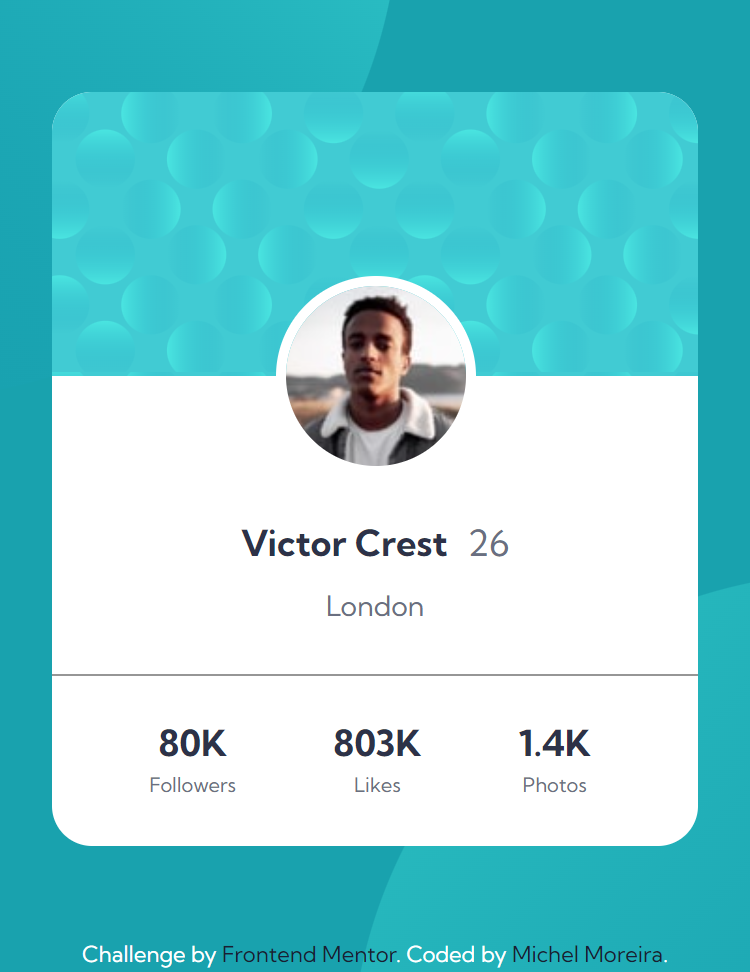 Victor Crest 26
London
80K 803K 1.4K
Followers Likes Photos
Challenge by Frontend Mentor. Coded by Michel Moreira.